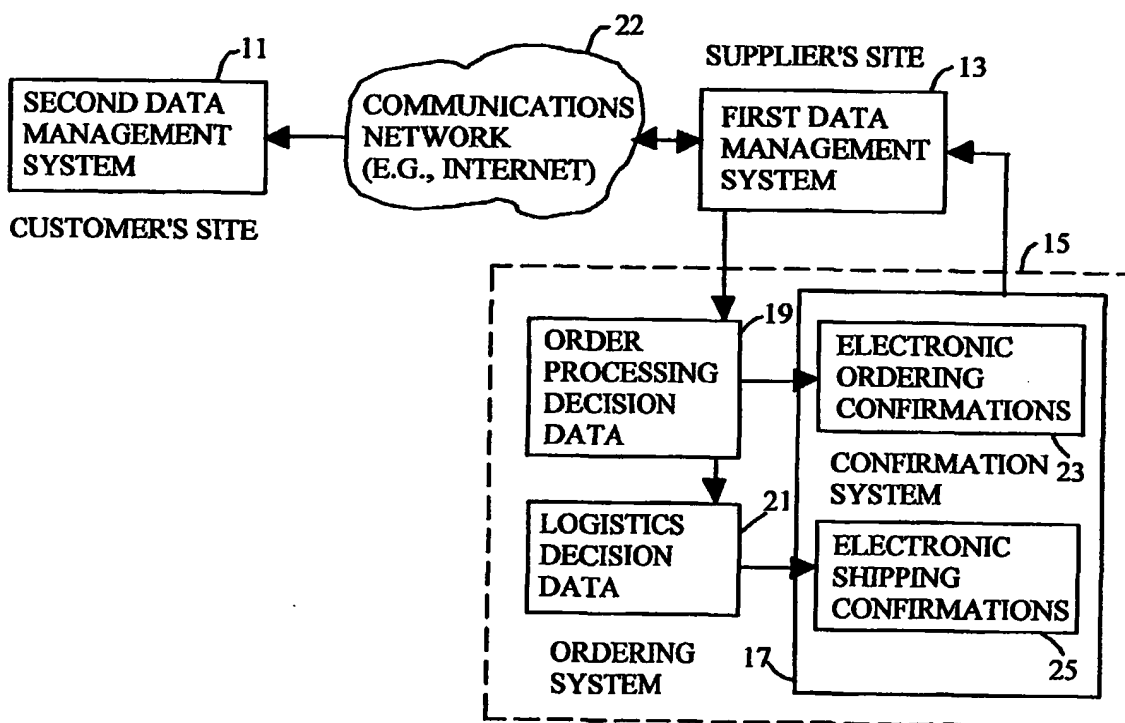 22
11
SUPPLIER'S SITE
13
SECOND DATA
MANAGEMENT
SYSTEM
COMMUNICATIONS
NETWORK
(E.G., INTERNET)
FIRST DATA
MANAGEMENT
SYSTEM
CUSTOMER'S SITE
15
19
ORDER
PROCESSING
DECISION
DATA
ELECTRONIC
ORDERING
CONFIRMATIONS
23
CONFIRMATION
SYSTEM
21
LOGISTICS
DECISION
DATA
ELECTRONIC
SHIPPING
CONFIRMATIONS
25
17
ORDERING
SYSTEM